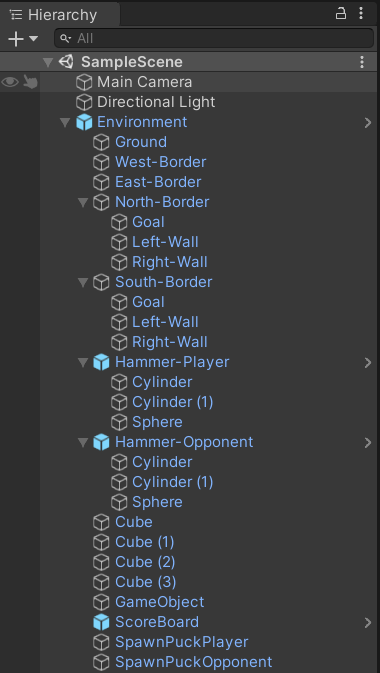 Hierarchy
All
SampleScene
Main Camera
Directional Light
Environment
Ground
West-Border
East-Border
North-Border
Goal
Left-Wall
Right-Wall
South-Border
Goal
Left-Wall
Right-Wall
Hammer-Player
Cylinder
Cylinder (1)
Sphere
Hammer-Opponent
Cylinder
Cylinder (1)
Sphere
Cube
Cube (1)
Cube (2)
Cube (3)
GameObject
ScoreBoard
SpawnPuckPlayer
SpawnPuckOpponent